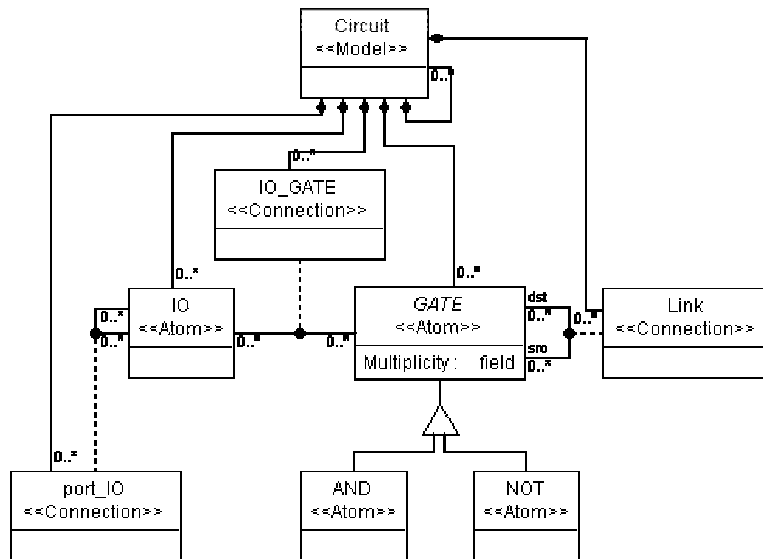 Circuit
<<Model>>
0..*
0..*
IO_GATE
<<Connection>>
0..*
0..*
IO
<<Atom>>
0..*
0..*
0..*
0..*
GATE
<<Atom>>
Multiplicity : field
dst
0..*
src
0..*
0..*
Link
<<Connection>>
0..*
port_IO
<<Connection>>
AND
<<Atom>>
NOT
<<Atom>>